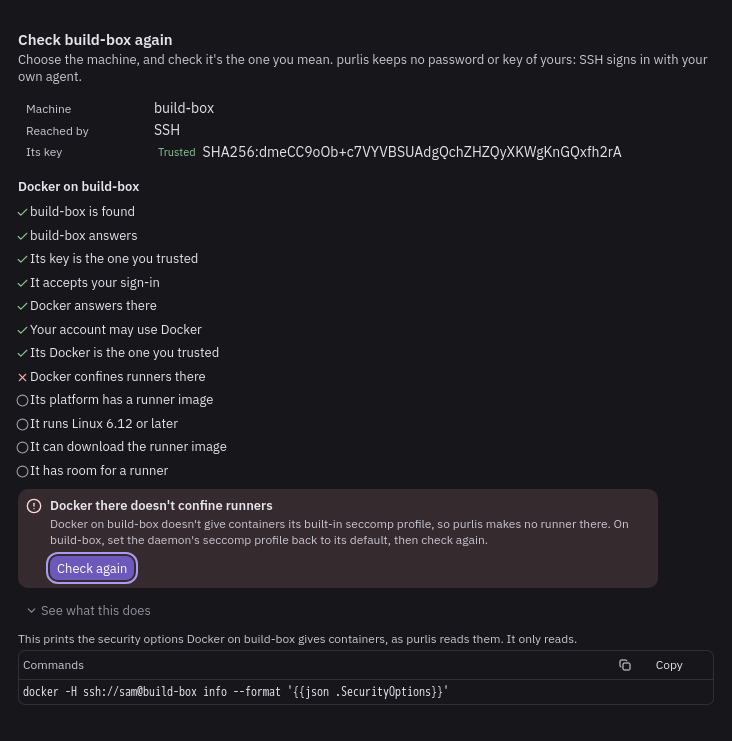 Check build-box again
Choose the machine, and check it's the one you mean. purlis keeps no password or key of yours: SSH signs in with your
own agent.
Machine build-box
Reached by SSH
Its key Trusted SHA256:dmeCC9oOb+c7VYVBSUAdgQchZHZQyXKWgKnGQxfh2rA
Docker on build-box
build-box is found
build-box answers
Its key is the one you trusted
It accepts your sign-in
Docker answers there
Your account may use Docker
Its Docker is the one you trusted
Docker confines runners there
Its platform has a runner image
It runs Linux 6.12 or later
It can download the runner image
It has room for a runner
Docker there doesn't confine runners
Docker on build-box doesn't give containers its built-in seccomp profile, so purlis makes no runner there. On
build-box, set the daemon's seccomp profile back to its default, then check again.
Check again
See what this does
This prints the security options Docker on build-box gives containers, as purlis reads them. It only reads.
Commands Copy
docker -H ssh://sam@build-box info --format '{{json .SecurityOptions}}'